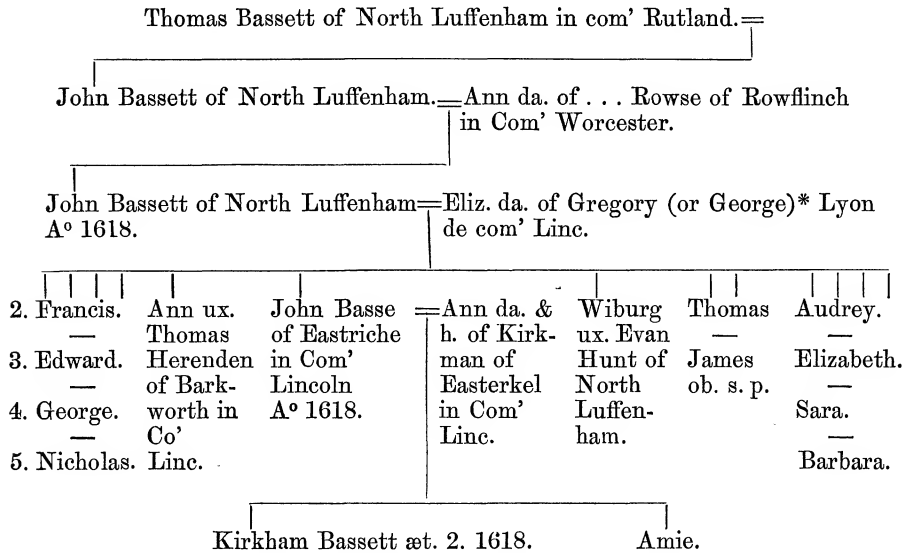 Thomas Bassett of North Luffenham in com’ Rutland.=
John Bassett of North Luffenham.=Ann da. of . . . Rowse of Rowflinch
in Com’ Worcester.
John Bassett of North Luffenham=Eliz. da. of Gregory (or George)* Lyon
Aº 1618.
de com’ Linc.
2. Francis.
—
3. Edward.
—
4. George.
—
5. Nicholas.
Ann ux.
Thomas
Herenden
of Bark-
worth in
Co’
Linc.
John Basse
of Eastriche
in Com’
Lincoln
Aº 1618.
=Ann da. &
h. of Kirk-
man of
Easterkel
in Com’
Linc.
Wiburg
ux. Evan
Hunt of
North
Luffen-
ham.
Thomas
—
James
ob. s. p.
Audrey.
—
Elizabeth.
—
Sara.
—
Barbara.
Kirkham Bassett æt. 2. 1618.
Amie.